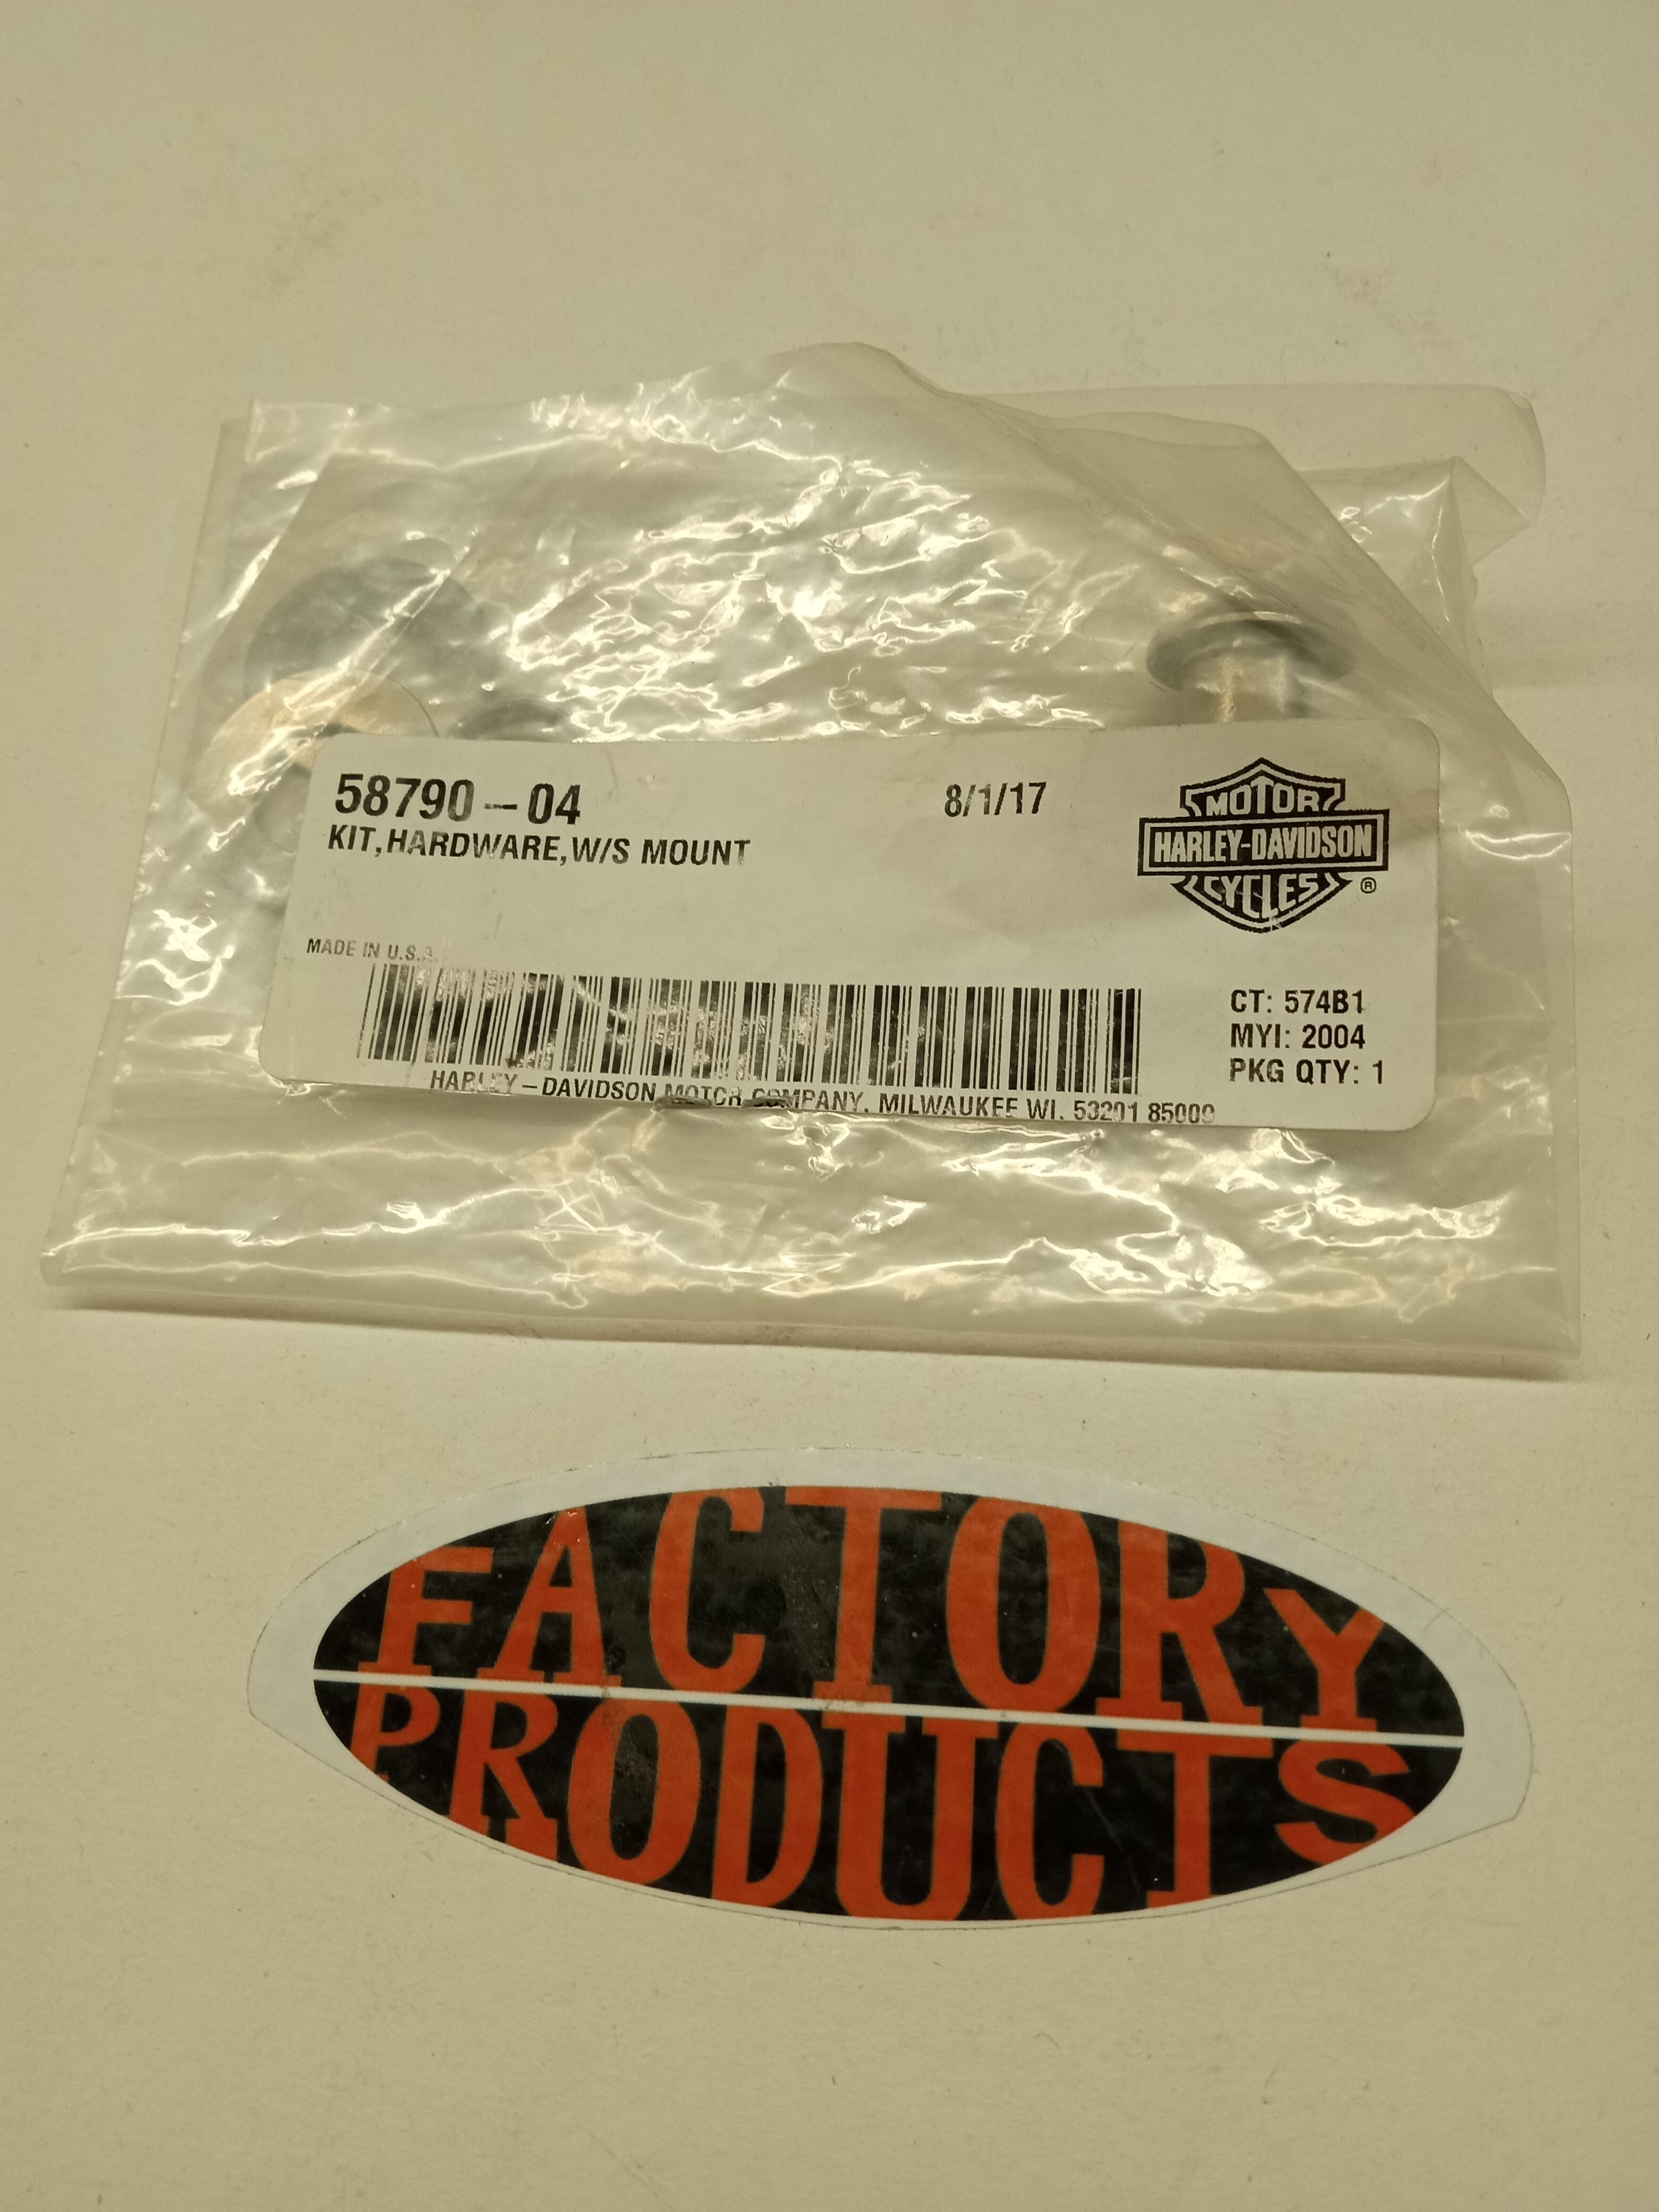 58790-04
KIT,HARDWARE,W/S MOUNT
8/1/17
MOTOR
HARLEY-DAVIDSON
CYCLES
®
MADE IN U.S.A.
CT: 574B1
MYI: 2004
PKG QTY: 1
HARLEY-DAVIDSON MOTOR COMPANY, MILWAUKEE WI. 53201 85009
FACTORY
PRODUCTS